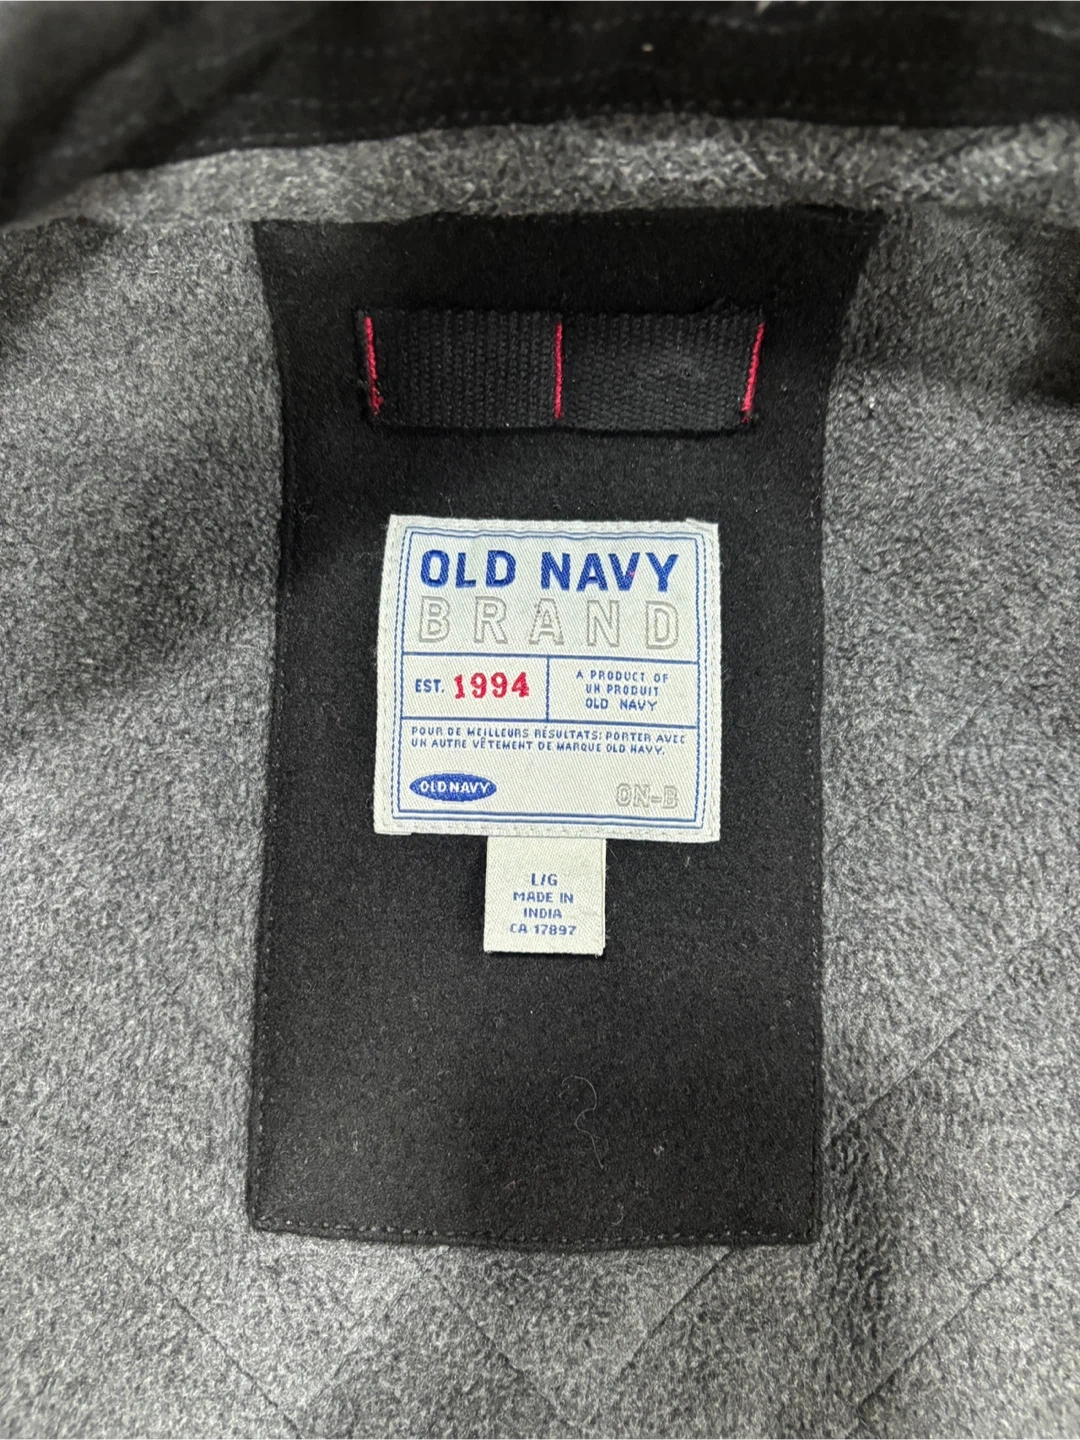 OLD NAVY
BRAND
EST. 1994
A PRODUCT OF
UN PRODUIT
OLD NAVY
POUR DE MEILLEURS RÉSULTATS: PORTER AVEC
UN AUTRE VÊTEMENT DE MARQUE OLD NAVY.
OLD NAVY
ON-B
L/G
MADE IN
INDIA
CA 17897